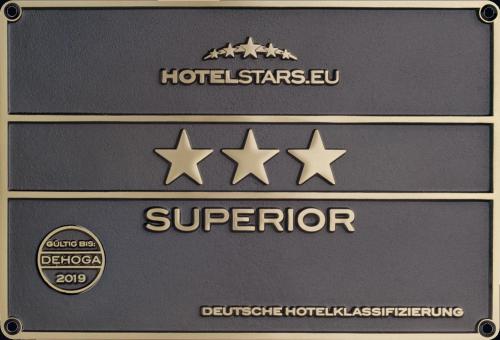 HOTELSTARS.EU
SUPERIOR
GÜLTIG BIS:
DEHOGA
2019
DEUTSCHE HOTELKLASSIFIZIERUNG